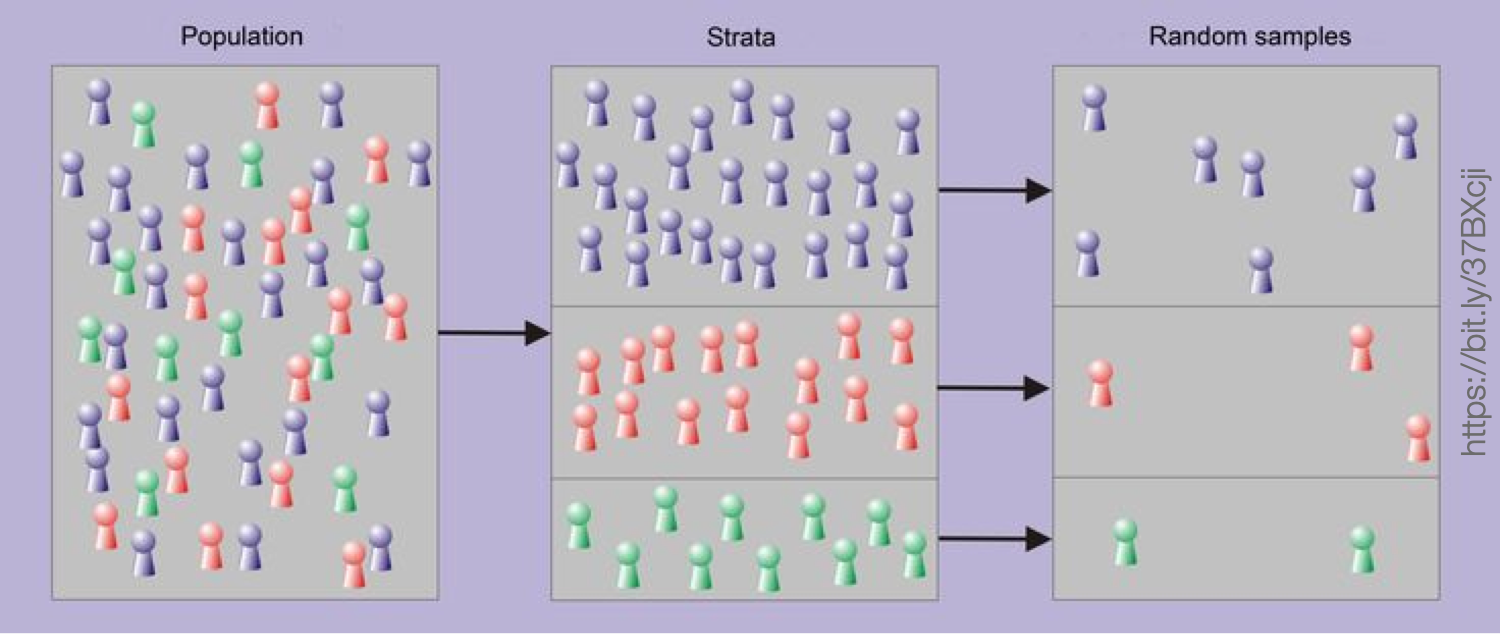 Population
Strata
Random samples
https://bit.ly/37BXcji